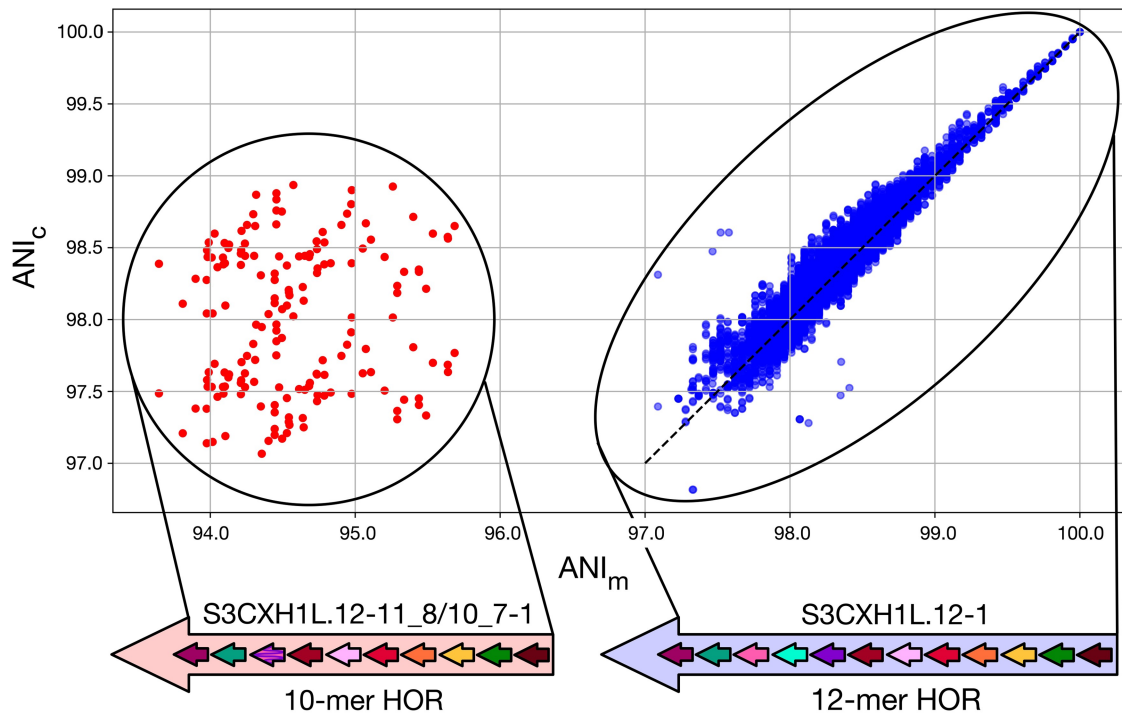 100.0
99.5
99.0
98.5
98.0
97.5
97.0
ANIc
94.0 95.0 96.0 97.0 98.0 99.0 100.0
ANIm
S3CXH1L.12-11_8/10_7-1
S3CXH1L.12-1
10-mer HOR
12-mer HOR